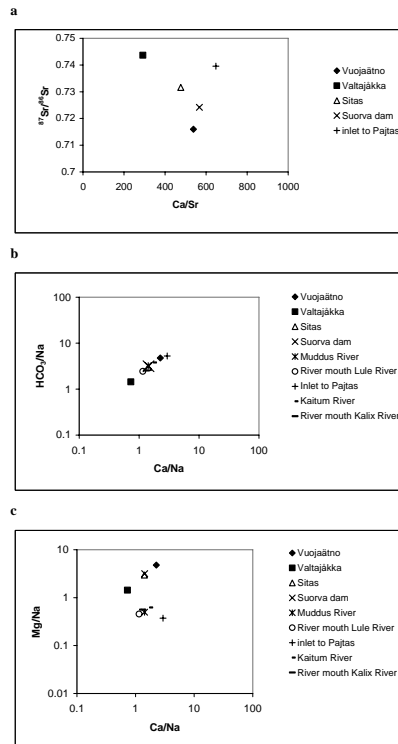 a
0.75
0.74
0.73
0.72
0.71
0.7
⁸⁷Sr/⁸⁶Sr
0 200 400 600 800 1000
Ca/Sr
Vuojaätno
Valtajåkka
Sitas
Suorva dam
inlet to Pajtas
b
100
10
1
0.1
HCO₃/Na
0.1 1 10 100
Ca/Na
Vuojaätno
Valtajåkka
Sitas
Suorva dam
Muddus River
River mouth Lule River
Inlet to Pajtas
Kaitum River
River mouth Kalix River
c
10
1
0.1
0.01
Mg/Na
0.1 1 10 100
Ca/Na
Vuojaätno
Valtajåkka
Sitas
Suorva dam
Muddus River
River mouth Lule River
inlet to Pajtas
Kaitum River
River mouth Kalix River